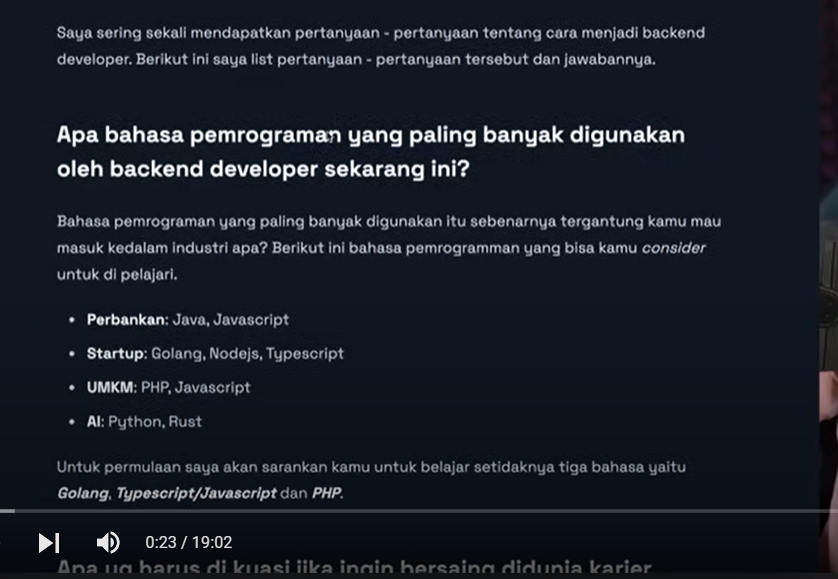 Saya sering sekali mendapatkan pertanyaan - pertanyaan tentang cara menjadi backend
developer. Berikut ini saya list pertanyaan - pertanyaan tersebut dan jawabannya.
Apa bahasa pemrograman yang paling banyak digunakan
oleh backend developer sekarang ini?
Bahasa pemrograman yang paling banyak digunakan itu sebenarnya tergantung kamu mau
masuk kedalam industri apa? Berikut ini bahasa pemrogramman yang bisa kamu consider
untuk di pelajari.
• Perbankan: Java, Javascript
• Startup: Golang, Nodejs, Typescript
• UMKM: PHP, Javascript
• AI: Python, Rust
Untuk permulaan saya akan sarankan kamu untuk belajar setidaknya tiga bahasa yaitu
Golang, Typescript/Javascript dan PHP.
0:23 / 19:02
Apa yg harus di kuasi jika ingin bersaing didunia karier